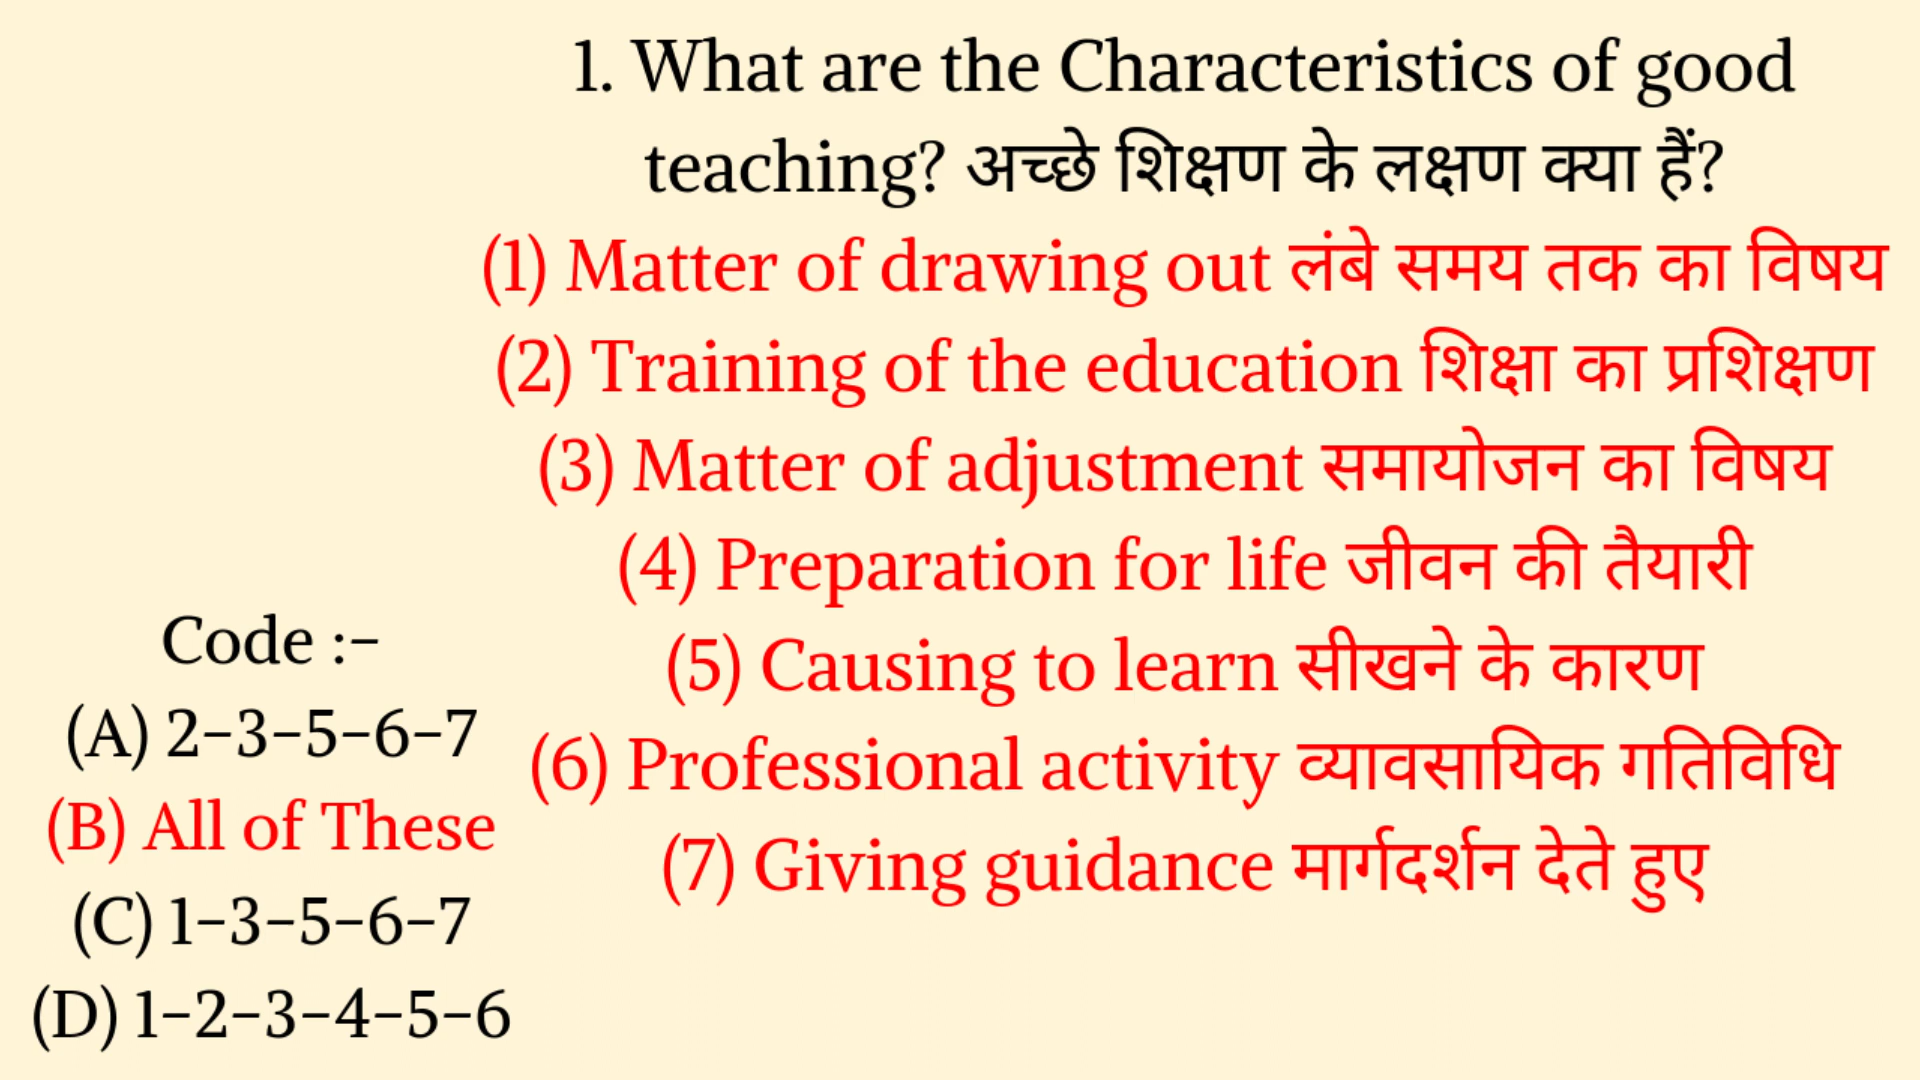 1. What are the Characteristics of good
teaching? अच्छे शिक्षण के लक्षण क्या हैं?
(1) Matter of drawing out लंबे समय तक का विषय
(2) Training of the education शिक्षा का प्रशिक्षण
(3) Matter of adjustment समायोजन का विषय
(4) Preparation for life जीवन की तैयारी
(5) Causing to learn सीखने के कारण
(6) Professional activity व्यावसायिक गतिविधि
(7) Giving guidance मार्गदर्शन देते हुए
Code :-
(A) 2-3-5-6-7
(B) All of These
(C) 1-3-5-6-7
(D) 1-2-3-4-5-6